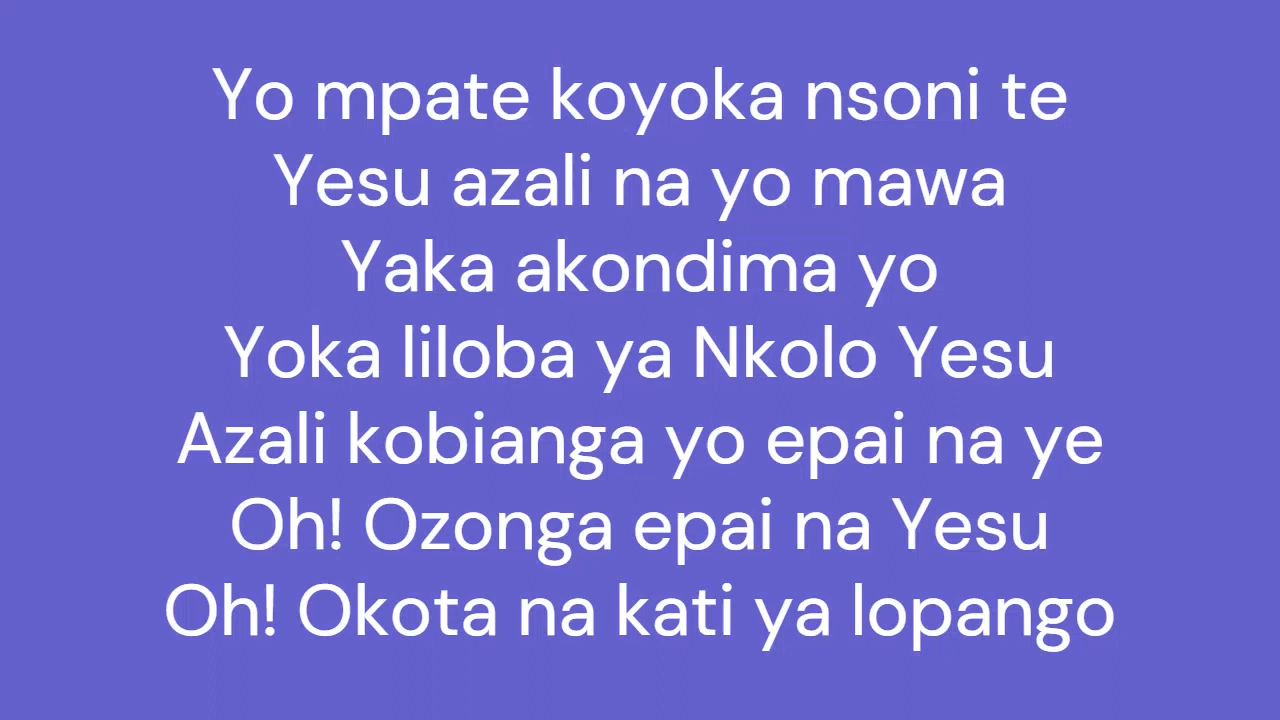 Yo mpate koyoka nsoni te
Yesu azali na yo mawa
Yaka akondima yo
Yoka liloba ya Nkolo Yesu
Azali kobianga yo epai na ye
Oh! Ozonga epai na Yesu
Oh! Okota na kati ya lopango